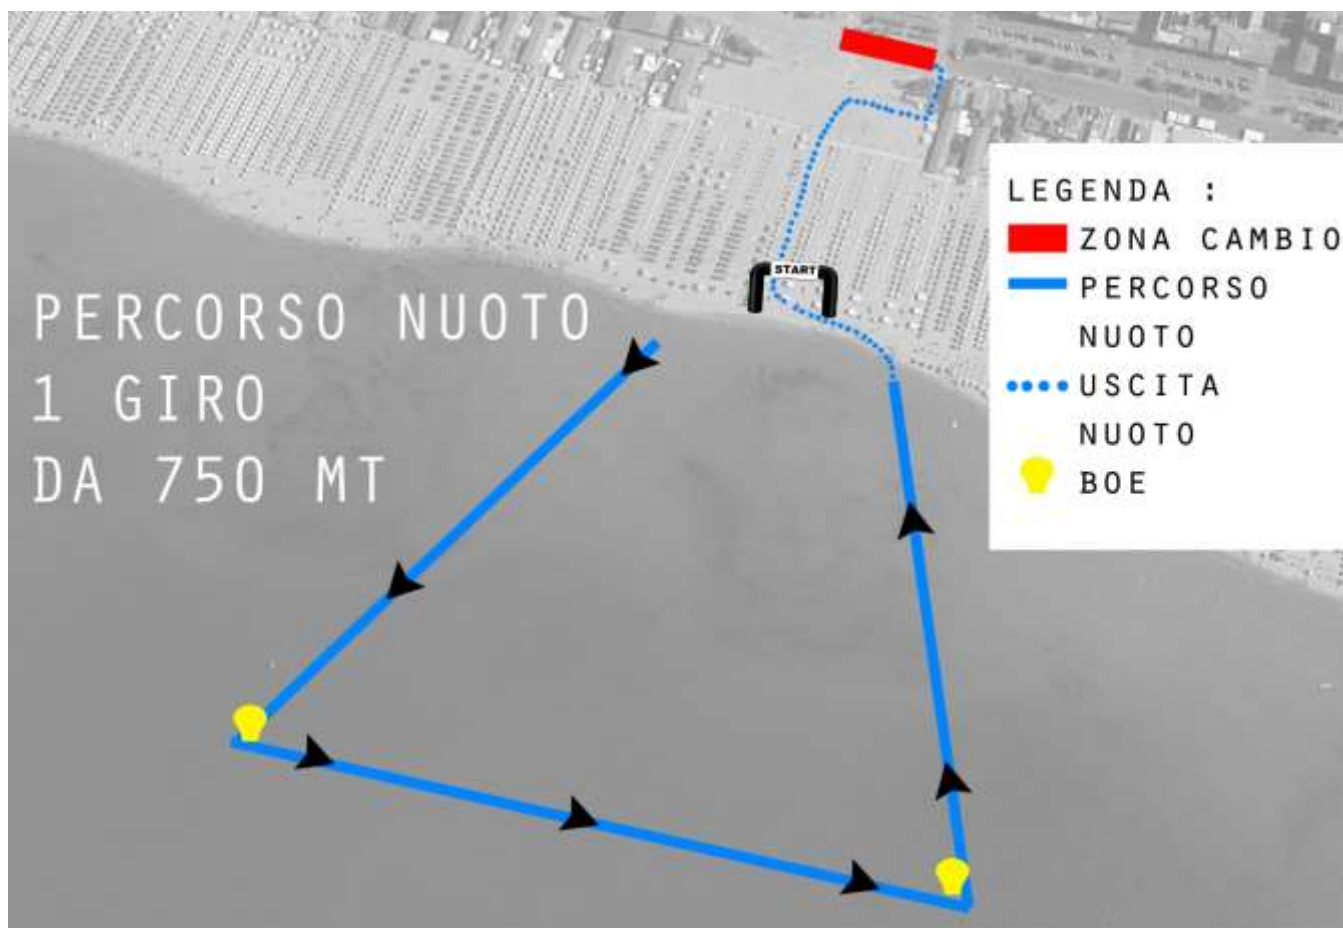 START
PERCORSO NUOTO
1 GIRO
DA 750 MT
LEGENDA :
ZONA CAMBIO
PERCORSO
NUOTO
USCITA
NUOTO
BOE